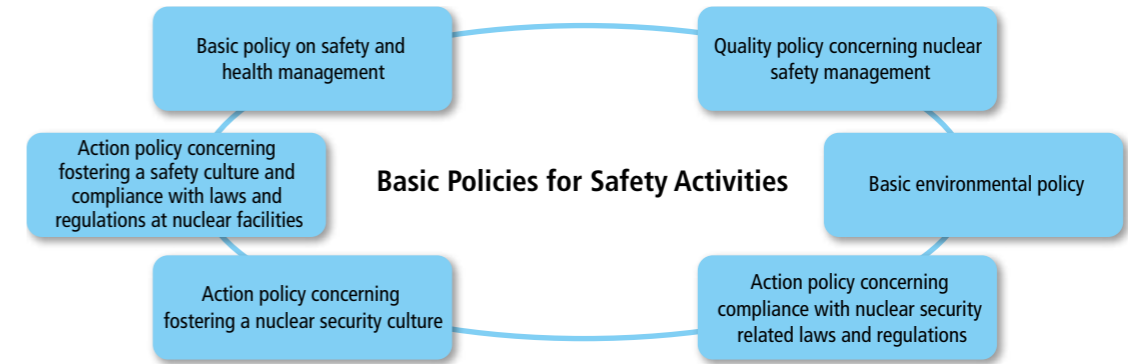 Basic policy on safety and
health management
Quality policy concerning nuclear
safety management
Action policy concerning
fostering a safety culture and
compliance with laws and
regulations at nuclear facilities
Basic Policies for Safety Activities
Basic environmental policy
Action policy concerning
fostering a nuclear security culture
Action policy concerning
compliance with nuclear security
related laws and regulations